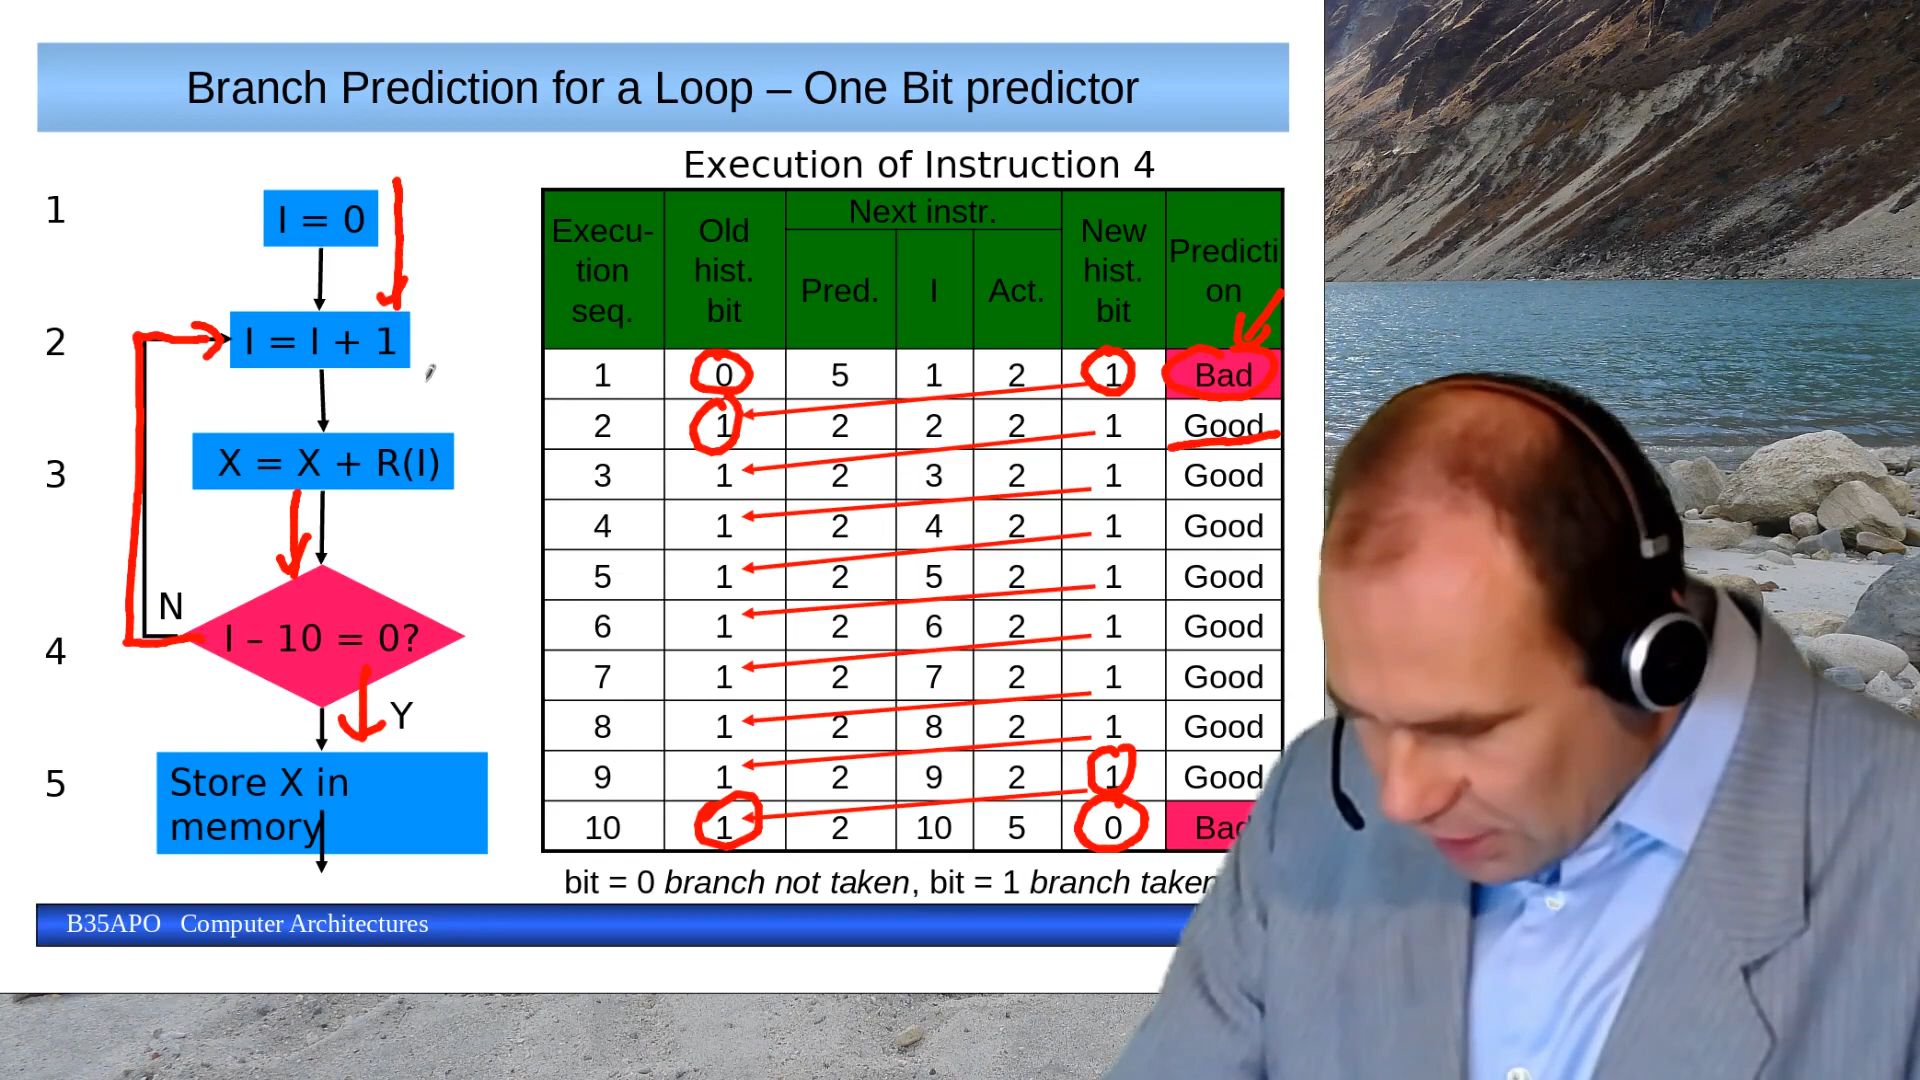 Branch Prediction for a Loop – One Bit predictor
Execution of Instruction 4
1
I = 0
2
I = I + 1
3
X = X + R(I)
N
4
I – 10 = 0?
Y
5
Store X in
memory
Execu-
tion
seq.
Old
hist.
bit
Next instr.
Pred.
I
Act.
New
hist.
bit
Predicti
on
1 0 5 1 2 1 Bad
2 1 2 2 2 1 Good
3 1 2 3 2 1 Good
4 1 2 4 2 1 Good
5 1 2 5 2 1 Good
6 1 2 6 2 1 Good
7 1 2 7 2 1 Good
8 1 2 8 2 1 Good
9 1 2 9 2 1 Good
10 1 2 10 5 0 Bad
bit = 0 branch not taken, bit = 1 branch taken
B35APO Computer Architectures